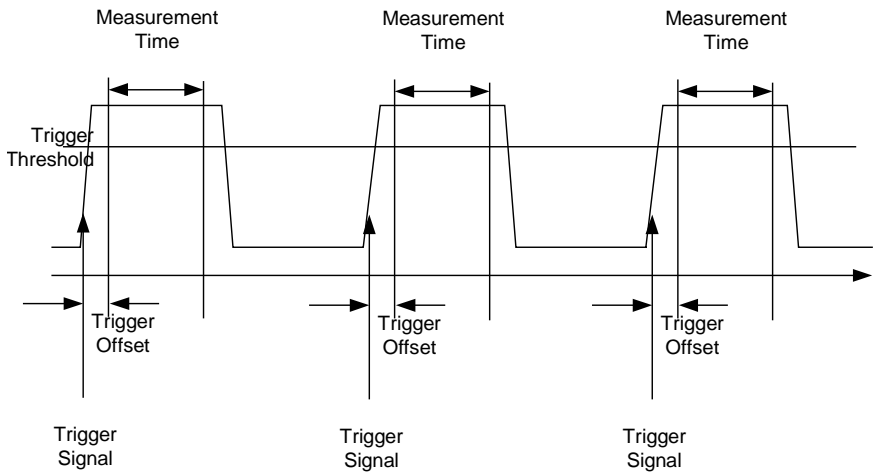 Measurement
Time
Measurement
Time
Measurement
Time
Trigger
Threshold
Trigger
Offset
Trigger
Offset
Trigger
Offset
Trigger
Signal
Trigger
Signal
Trigger
Signal